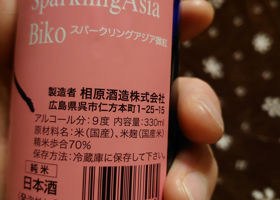 SparklingAsia
Biko スパークリングアジア微紅
製造者 相原酒造株式会社
広島県呉市仁方本町1-25-15
アルコール分:9度 内容量:330ml
原材料名:米(国産)、米麹(国産米)
精米歩合70%
保存方法:冷蔵庫に保存して下さい。
純米
日本酒